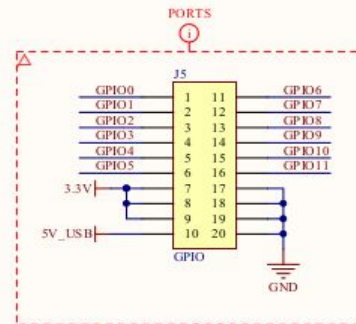 PORTS
i
J5
GPIO0 1 11 GPIO6
GPIO1 2 12 GPIO7
GPIO2 3 13 GPIO8
GPIO3 4 14 GPIO9
GPIO4 5 15 GPIO10
GPIO5 6 16 GPIO11
3.3V 7 17
8 18
9 19
5V_USB 10 20
GPIO
GND